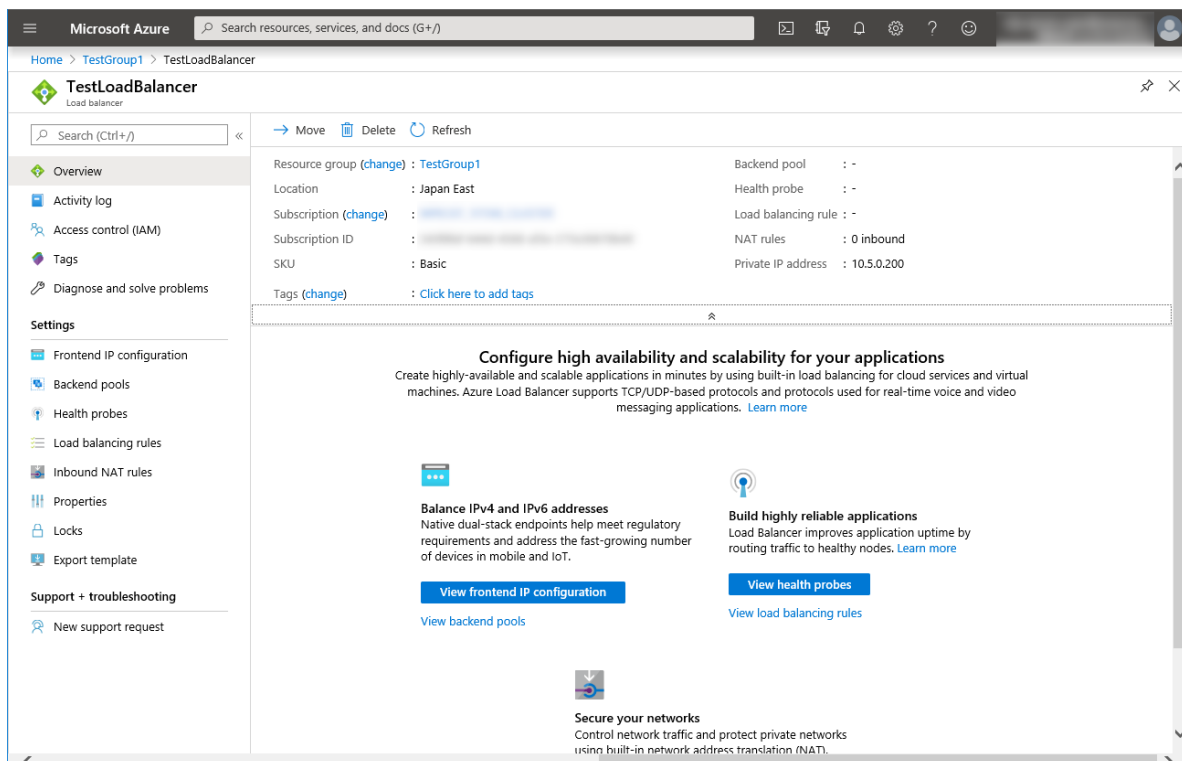 Microsoft Azure
Search resources, services, and docs (G+/)
Home > TestGroup1 > TestLoadBalancer
TestLoadBalancer
Load balancer
Search (Ctrl+/)
Overview
Activity log
Access control (IAM)
Tags
Diagnose and solve problems
Settings
Frontend IP configuration
Backend pools
Health probes
Load balancing rules
Inbound NAT rules
Properties
Locks
Export template
Support + troubleshooting
New support request
Move Delete Refresh
Resource group (change) : TestGroup1
Location : Japan East
Subscription (change) :
Subscription ID :
SKU : Basic
Tags (change) : Click here to add tags
Backend pool : -
Health probe : -
Load balancing rule : -
NAT rules : 0 inbound
Private IP address : 10.5.0.200
Configure high availability and scalability for your applications
Create highly-available and scalable applications in minutes by using built-in load balancing for cloud services and virtual
machines. Azure Load Balancer supports TCP/UDP-based protocols and protocols used for real-time voice and video
messaging applications. Learn more
Balance IPv4 and IPv6 addresses
Native dual-stack endpoints help meet regulatory
requirements and address the fast-growing number
of devices in mobile and IoT.
View frontend IP configuration
View backend pools
Build highly reliable applications
Load Balancer improves application uptime by
routing traffic to healthy nodes. Learn more
View health probes
View load balancing rules
Secure your networks
Control network traffic and protect private networks
using built-in network address translation (NAT).